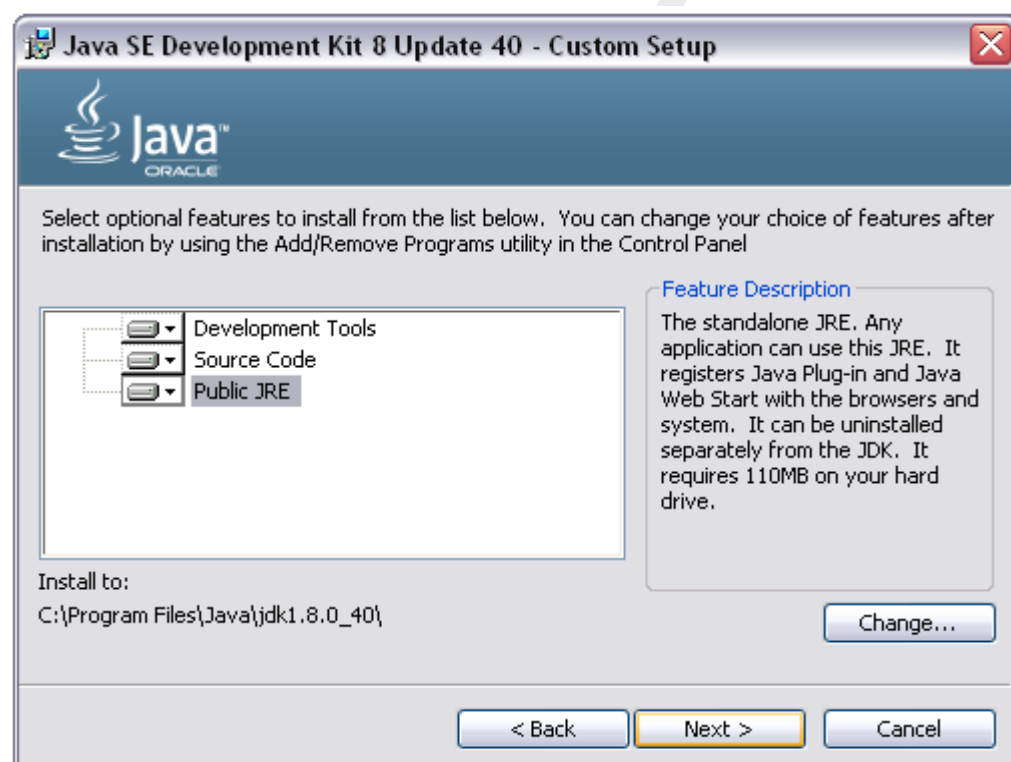 Java SE Development Kit 8 Update 40 - Custom Setup
Java™
ORACLE
Select optional features to install from the list below. You can change your choice of features after
installation by using the Add/Remove Programs utility in the Control Panel
Development Tools
Source Code
Public JRE
Feature Description
The standalone JRE. Any
application can use this JRE. It
registers Java Plug-in and Java
Web Start with the browsers and
system. It can be uninstalled
separately from the JDK. It
requires 110MB on your hard
drive.
Install to:
C:\Program Files\Java\jdk1.8.0_40\
Change...
< Back
Next >
Cancel